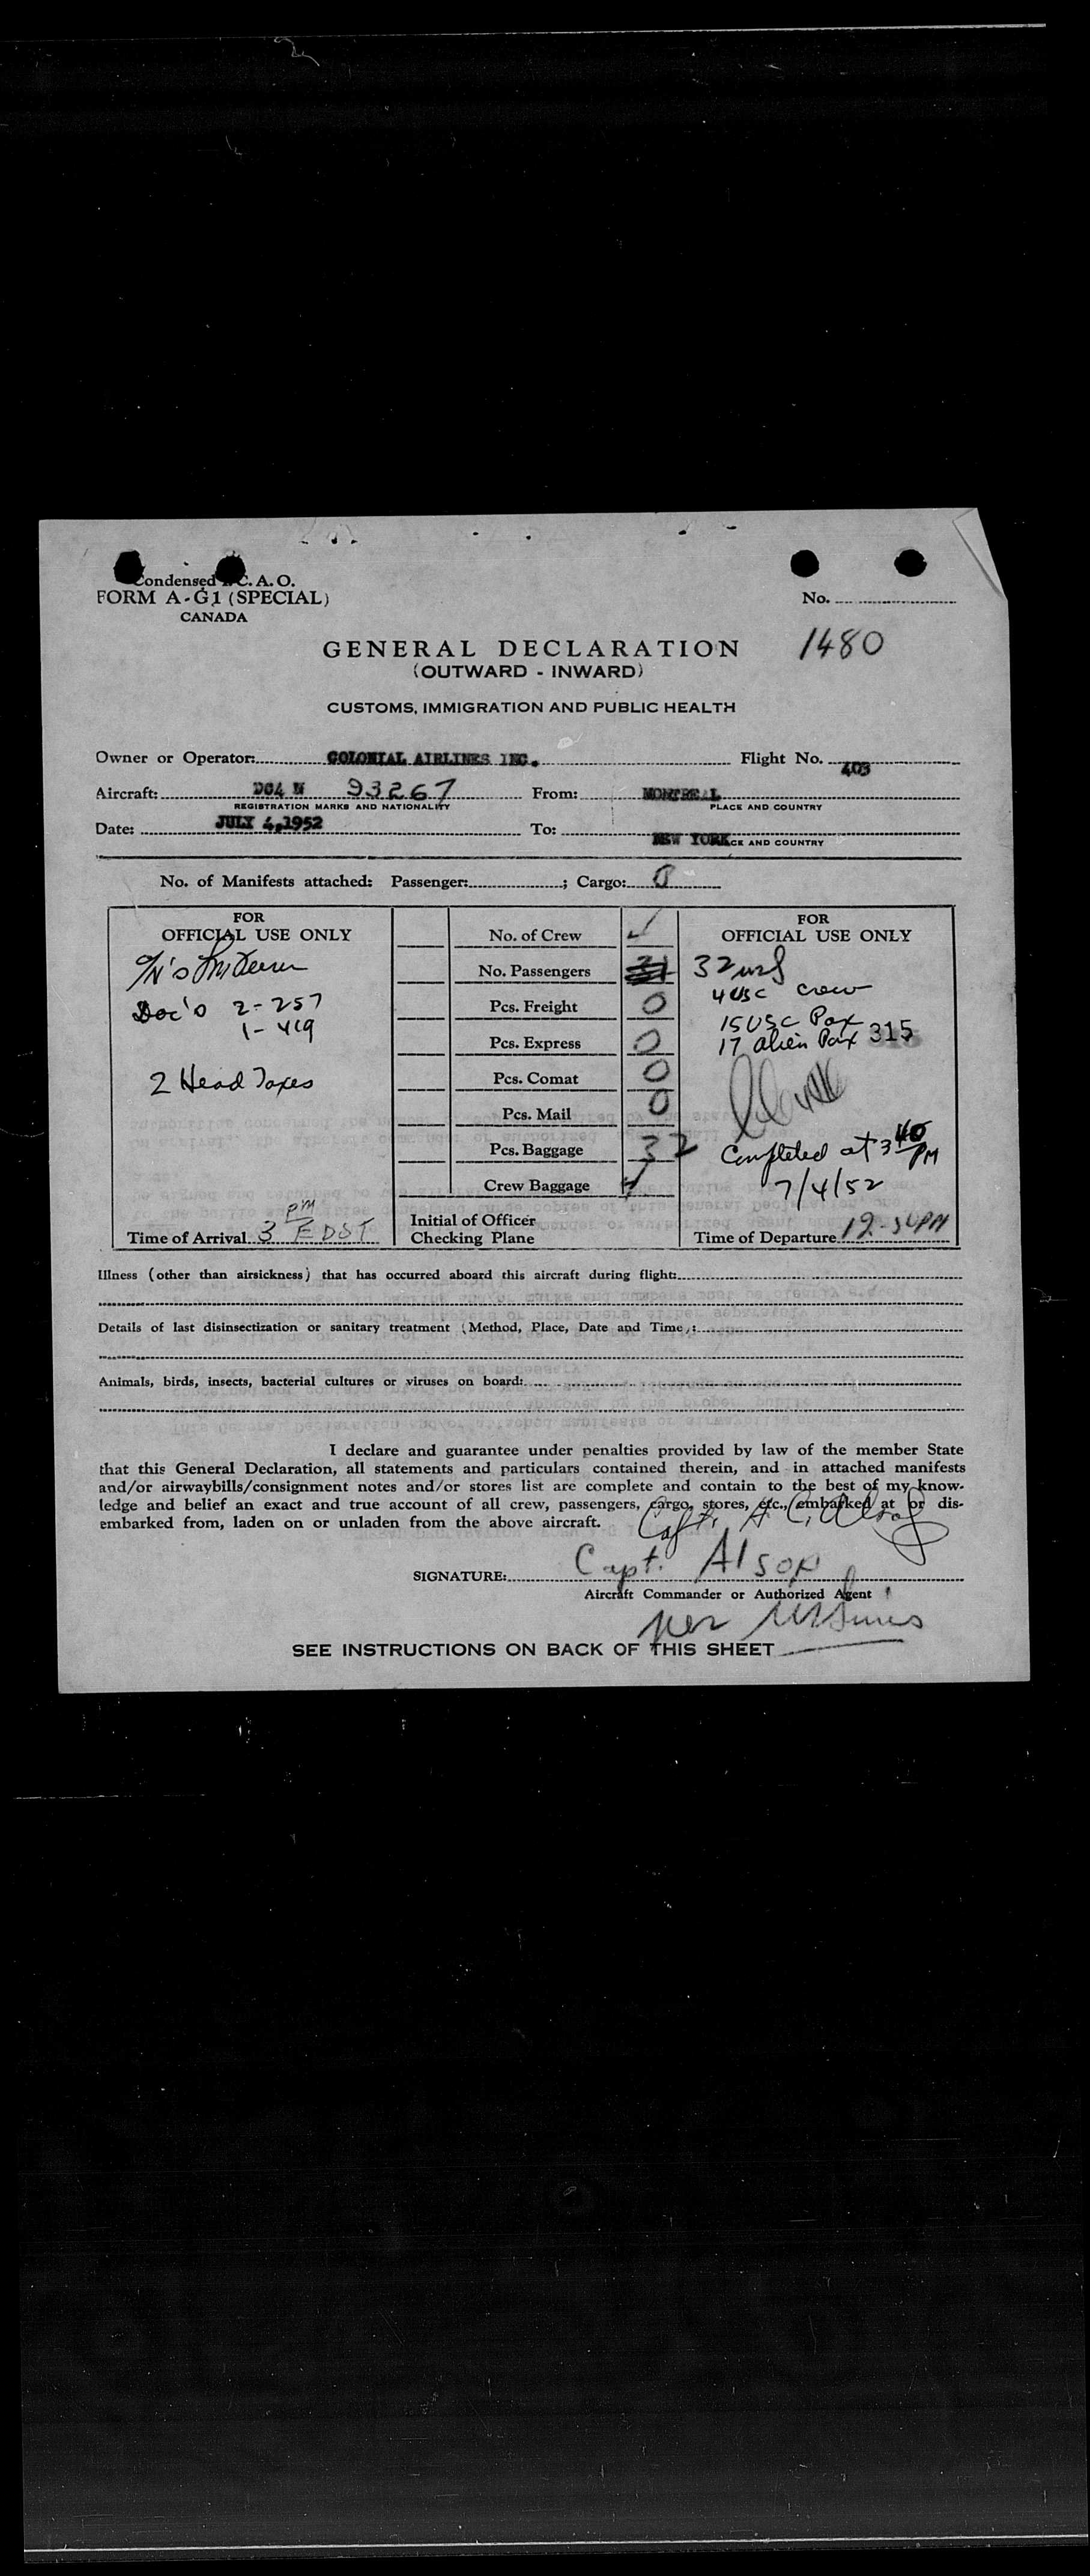 Condensed I. C. A. O.
FORM A-G1 (SPECIAL)
CANADA
No.
1480
GENERAL DECLARATION
(OUTWARD - INWARD)
CUSTOMS, IMMIGRATION AND PUBLIC HEALTH
Owner or Operator: COLONIAL AIRLINES INC. Flight No. 403
Aircraft: DC4 N 93267 From: MONTREAL
REGISTRATION MARKS AND NATIONALITY PLACE AND COUNTRY
Date: JULY 4,1952 To: NEW YORK
CE AND COUNTRY
No. of Manifests attached: Passenger: ; Cargo: 0
FOR
OFFICIAL USE ONLY
Doc's 2-257
1-419
2 Head Taxes
Time of Arrival 3 PM EDST
No. of Crew
No. Passengers 31
Pcs. Freight 0
Pcs. Express 0
Pcs. Comat 0
Pcs. Mail 0
Pcs. Baggage 32
Crew Baggage
Initial of Officer
Checking Plane
FOR
OFFICIAL USE ONLY
32
4 USC crew
15 USC Pax
17 alien Pax 315
Completed at 3 40 PM
7/4/52
Time of Departure
Illness (other than airsickness) that has occurred aboard this aircraft during flight:
Details of last disinsectization or sanitary treatment (Method, Place, Date and Time):
Animals, birds, insects, bacterial cultures or viruses on board:
I declare and guarantee under penalties provided by law of the member State
that this General Declaration, all statements and particulars contained therein, and in attached manifests
and/or airwaybills/consignment notes and/or stores list are complete and contain to the best of my know-
ledge and belief an exact and true account of all crew, passengers, cargo, stores, etc., embarked at or dis-
embarked from, laden on or unladen from the above aircraft.
SIGNATURE: Capt. Alsop
Aircraft Commander or Authorized Agent
per
SEE INSTRUCTIONS ON BACK OF THIS SHEET